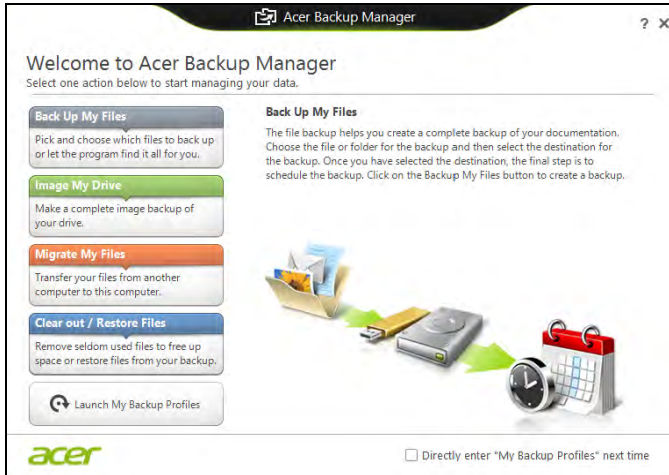 Acer Backup Manager
? X
Welcome to Acer Backup Manager
Select one action below to start managing your data.
Back Up My Files
Pick and choose which files to back up
or let the program find it all for you.
Image My Drive
Make a complete image backup of
your drive.
Migrate My Files
Transfer your files from another
computer to this computer.
Clear out / Restore Files
Remove seldom used files to free up
space or restore files from your backup.
Launch My Backup Profiles
Back Up My Files
The file backup helps you create a complete backup of your documentation.
Choose the file or folder for the backup and then select the destination for
the backup. Once you have selected the destination, the final step is to
schedule the backup. Click on the Backup My Files button to create a backup.
acer
Directly enter "My Backup Profiles" next time